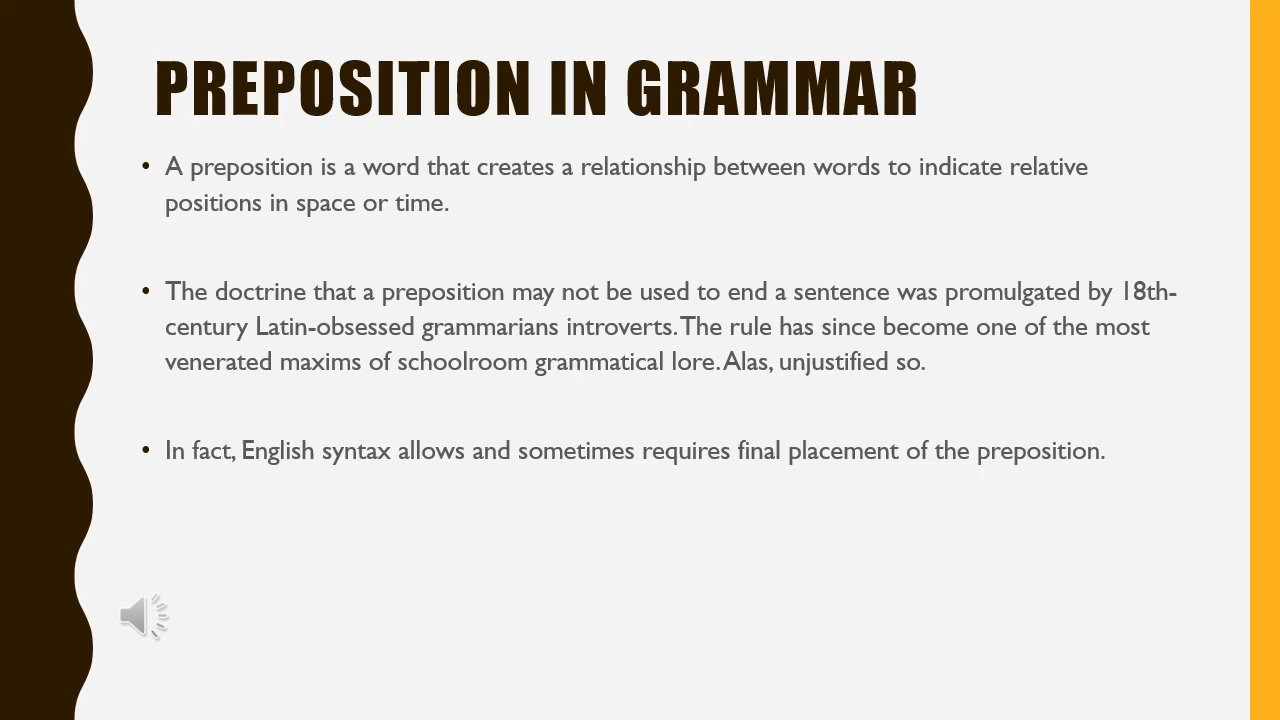 PREPOSITION IN GRAMMAR
• A preposition is a word that creates a relationship between words to indicate relative
positions in space or time.
• The doctrine that a preposition may not be used to end a sentence was promulgated by 18th-
century Latin-obsessed grammarians introverts. The rule has since become one of the most
venerated maxims of schoolroom grammatical lore. Alas, unjustified so.
• In fact, English syntax allows and sometimes requires final placement of the preposition.